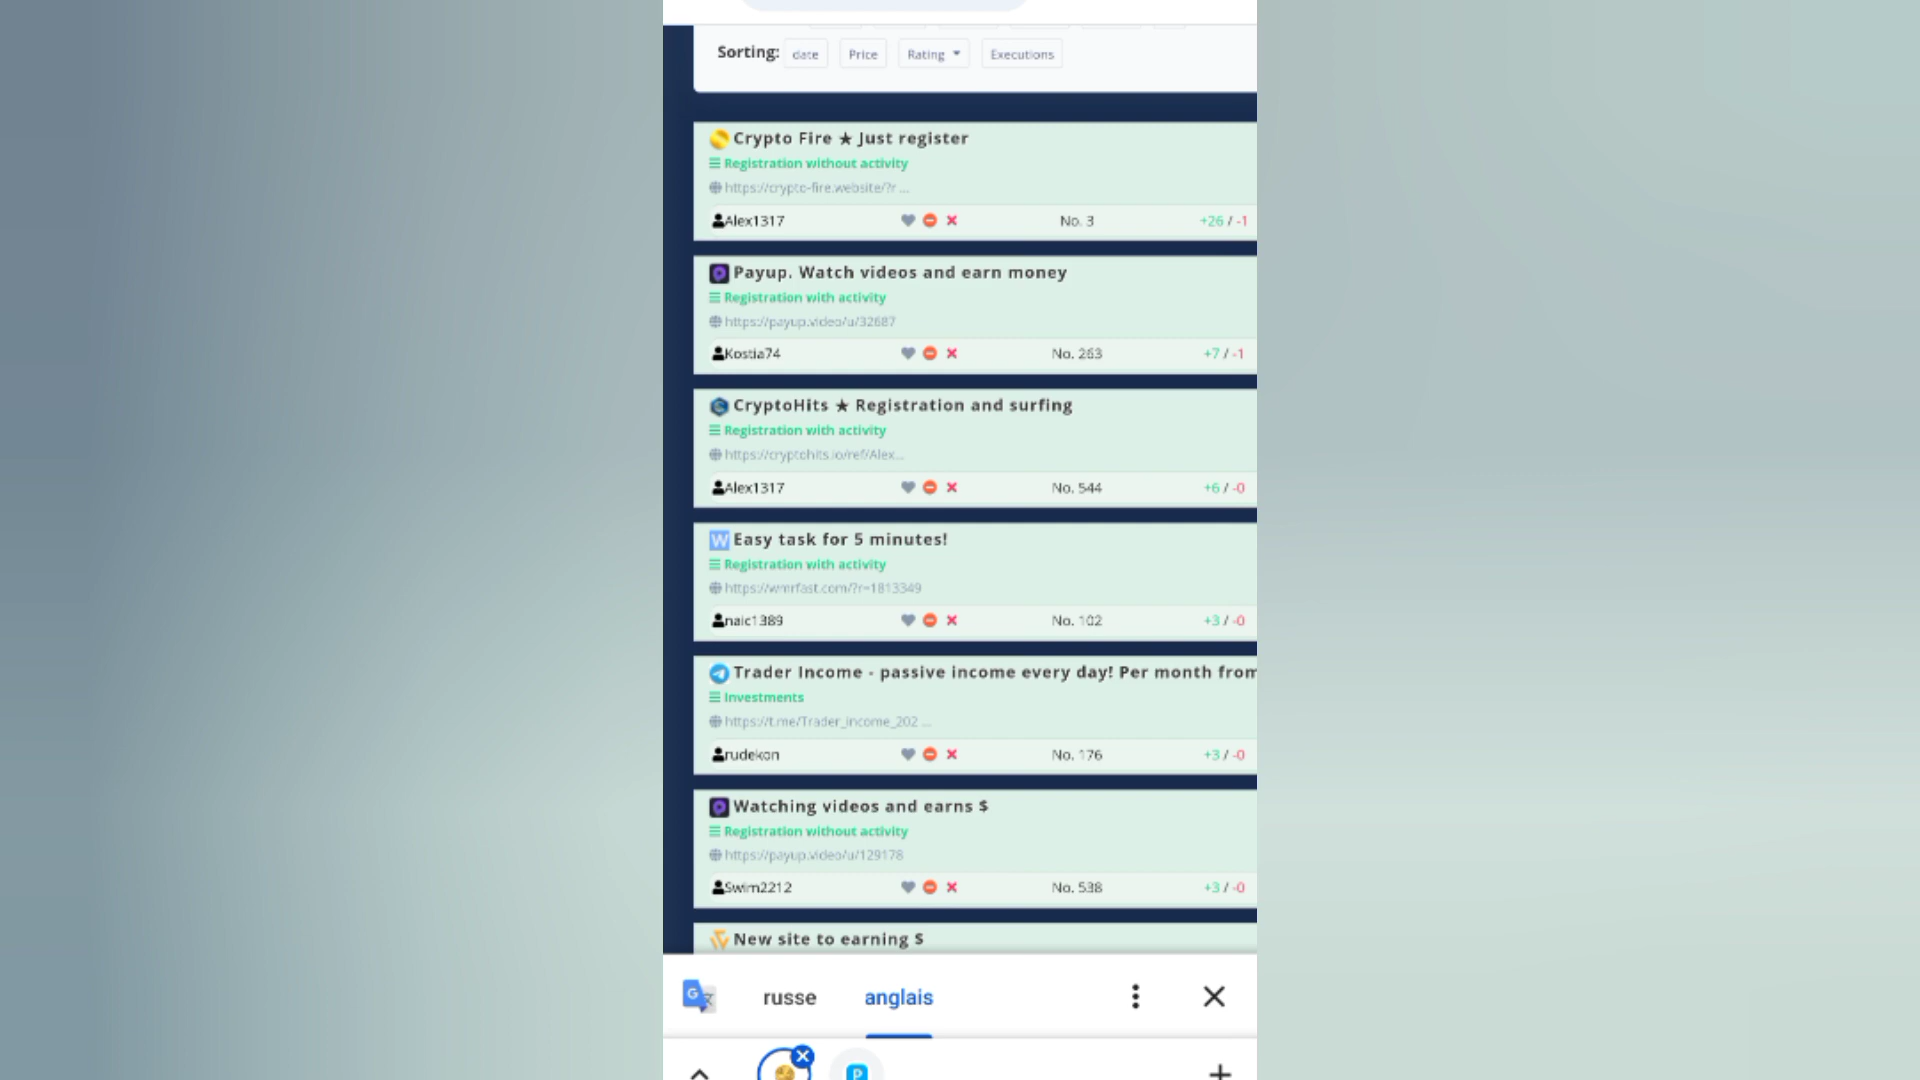 Sorting: date Price Rating Executions
Crypto Fire ★ Just register
Registration without activity
https://crypto-fire.website/?r ...
Alex1317 No. 3 +26 / -1
Payup. Watch videos and earn money
Registration with activity
https://payup.video/u/32687
Kostia74 No. 263 +7 / -1
CryptoHits ★ Registration and surfing
Registration with activity
https://cryptohits.io/ref/Alex...
Alex1317 No. 544 +6 / -0
W Easy task for 5 minutes!
Registration with activity
https://wmrfast.com/?r=1813349
naic1389 No. 102 +3 / -0
Trader Income - passive income every day! Per month from
Investments
https://t.me/Trader_income_202 ...
rudekon No. 176 +3 / -0
Watching videos and earns $
Registration without activity
https://payup.video/u/129178
Swim2212 No. 538 +3 / -0
New site to earning $
G russe anglais
P